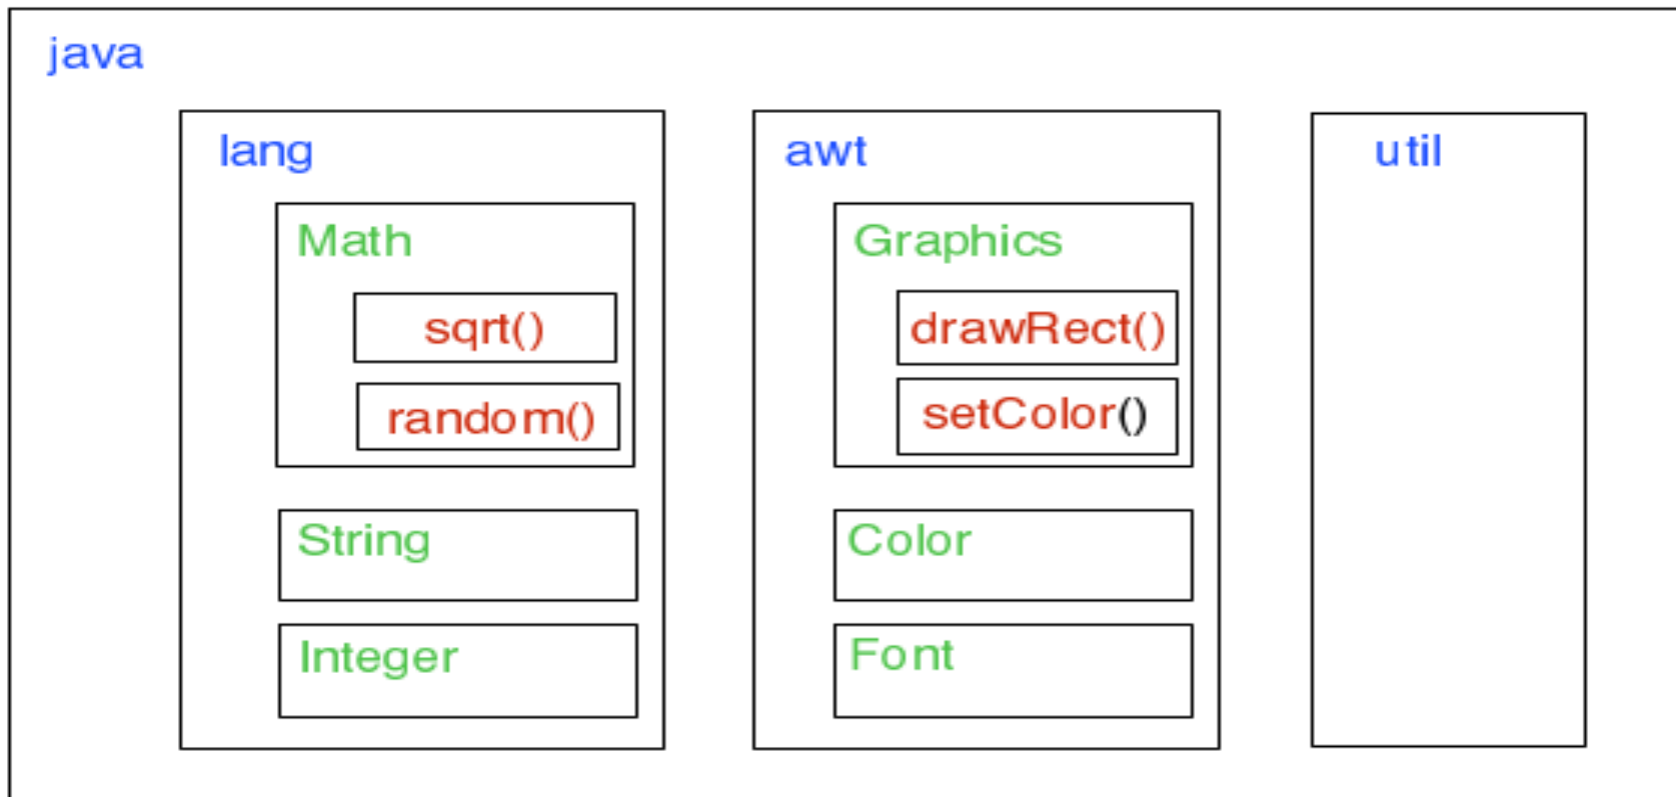 java
lang
Math
sqrt()
random()
String
Integer
awt
Graphics
drawRect()
setColor()
Color
Font
util